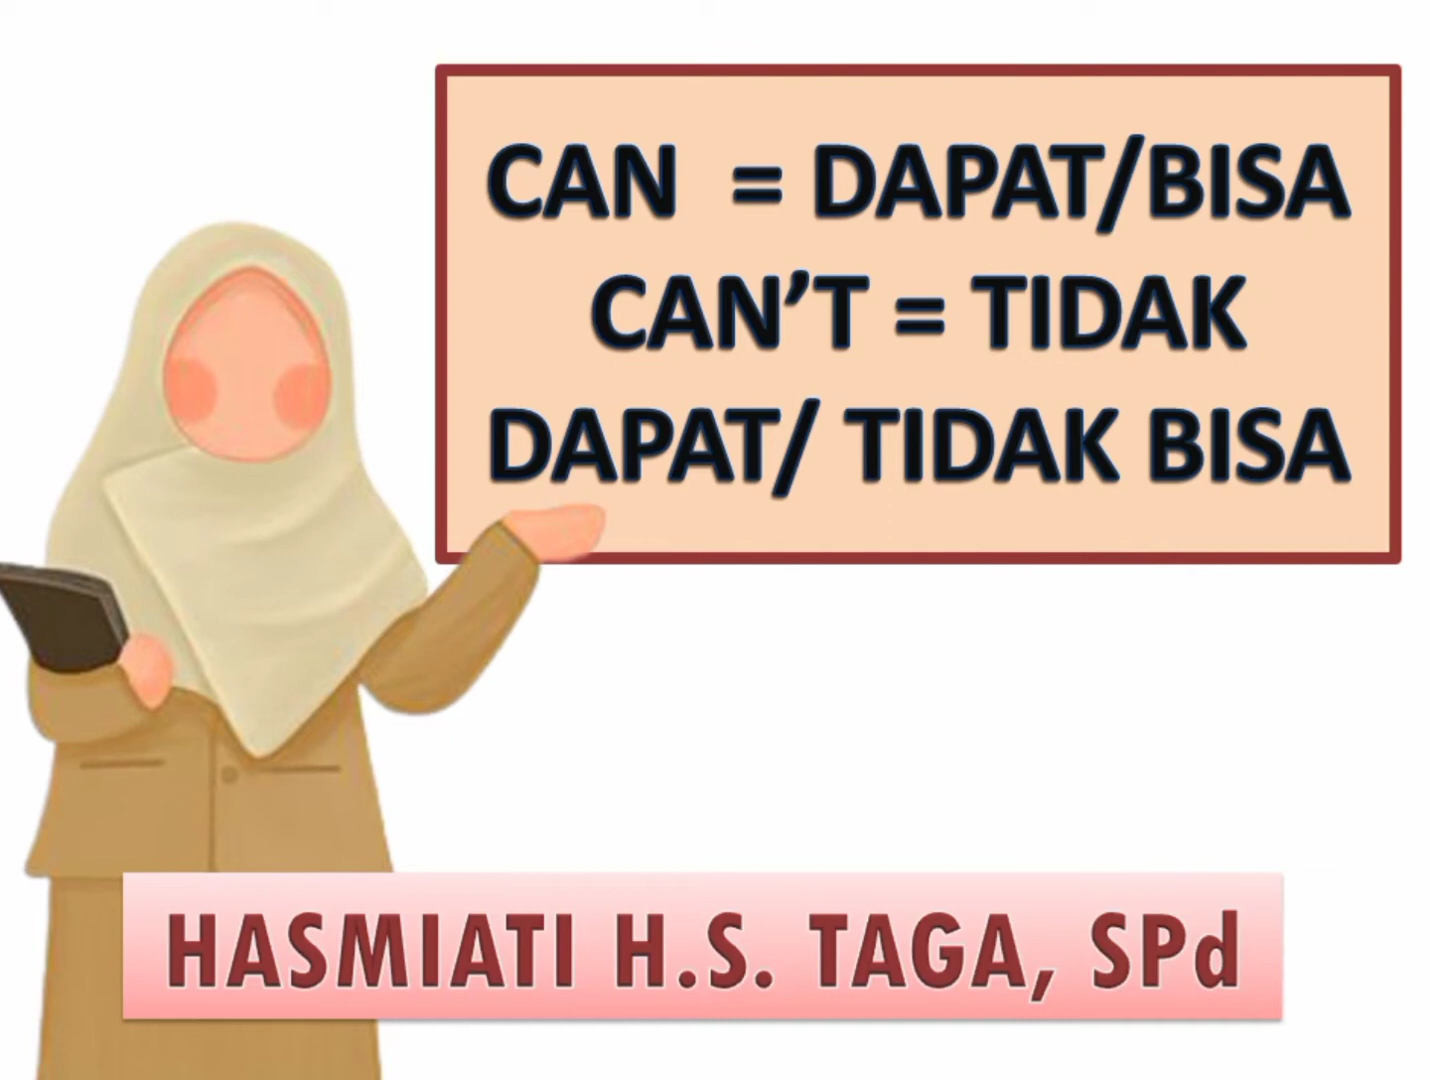 CAN = DAPAT/BISA
CAN’T = TIDAK
DAPAT/ TIDAK BISA
HASMIATI H.S. TAGA, SPd